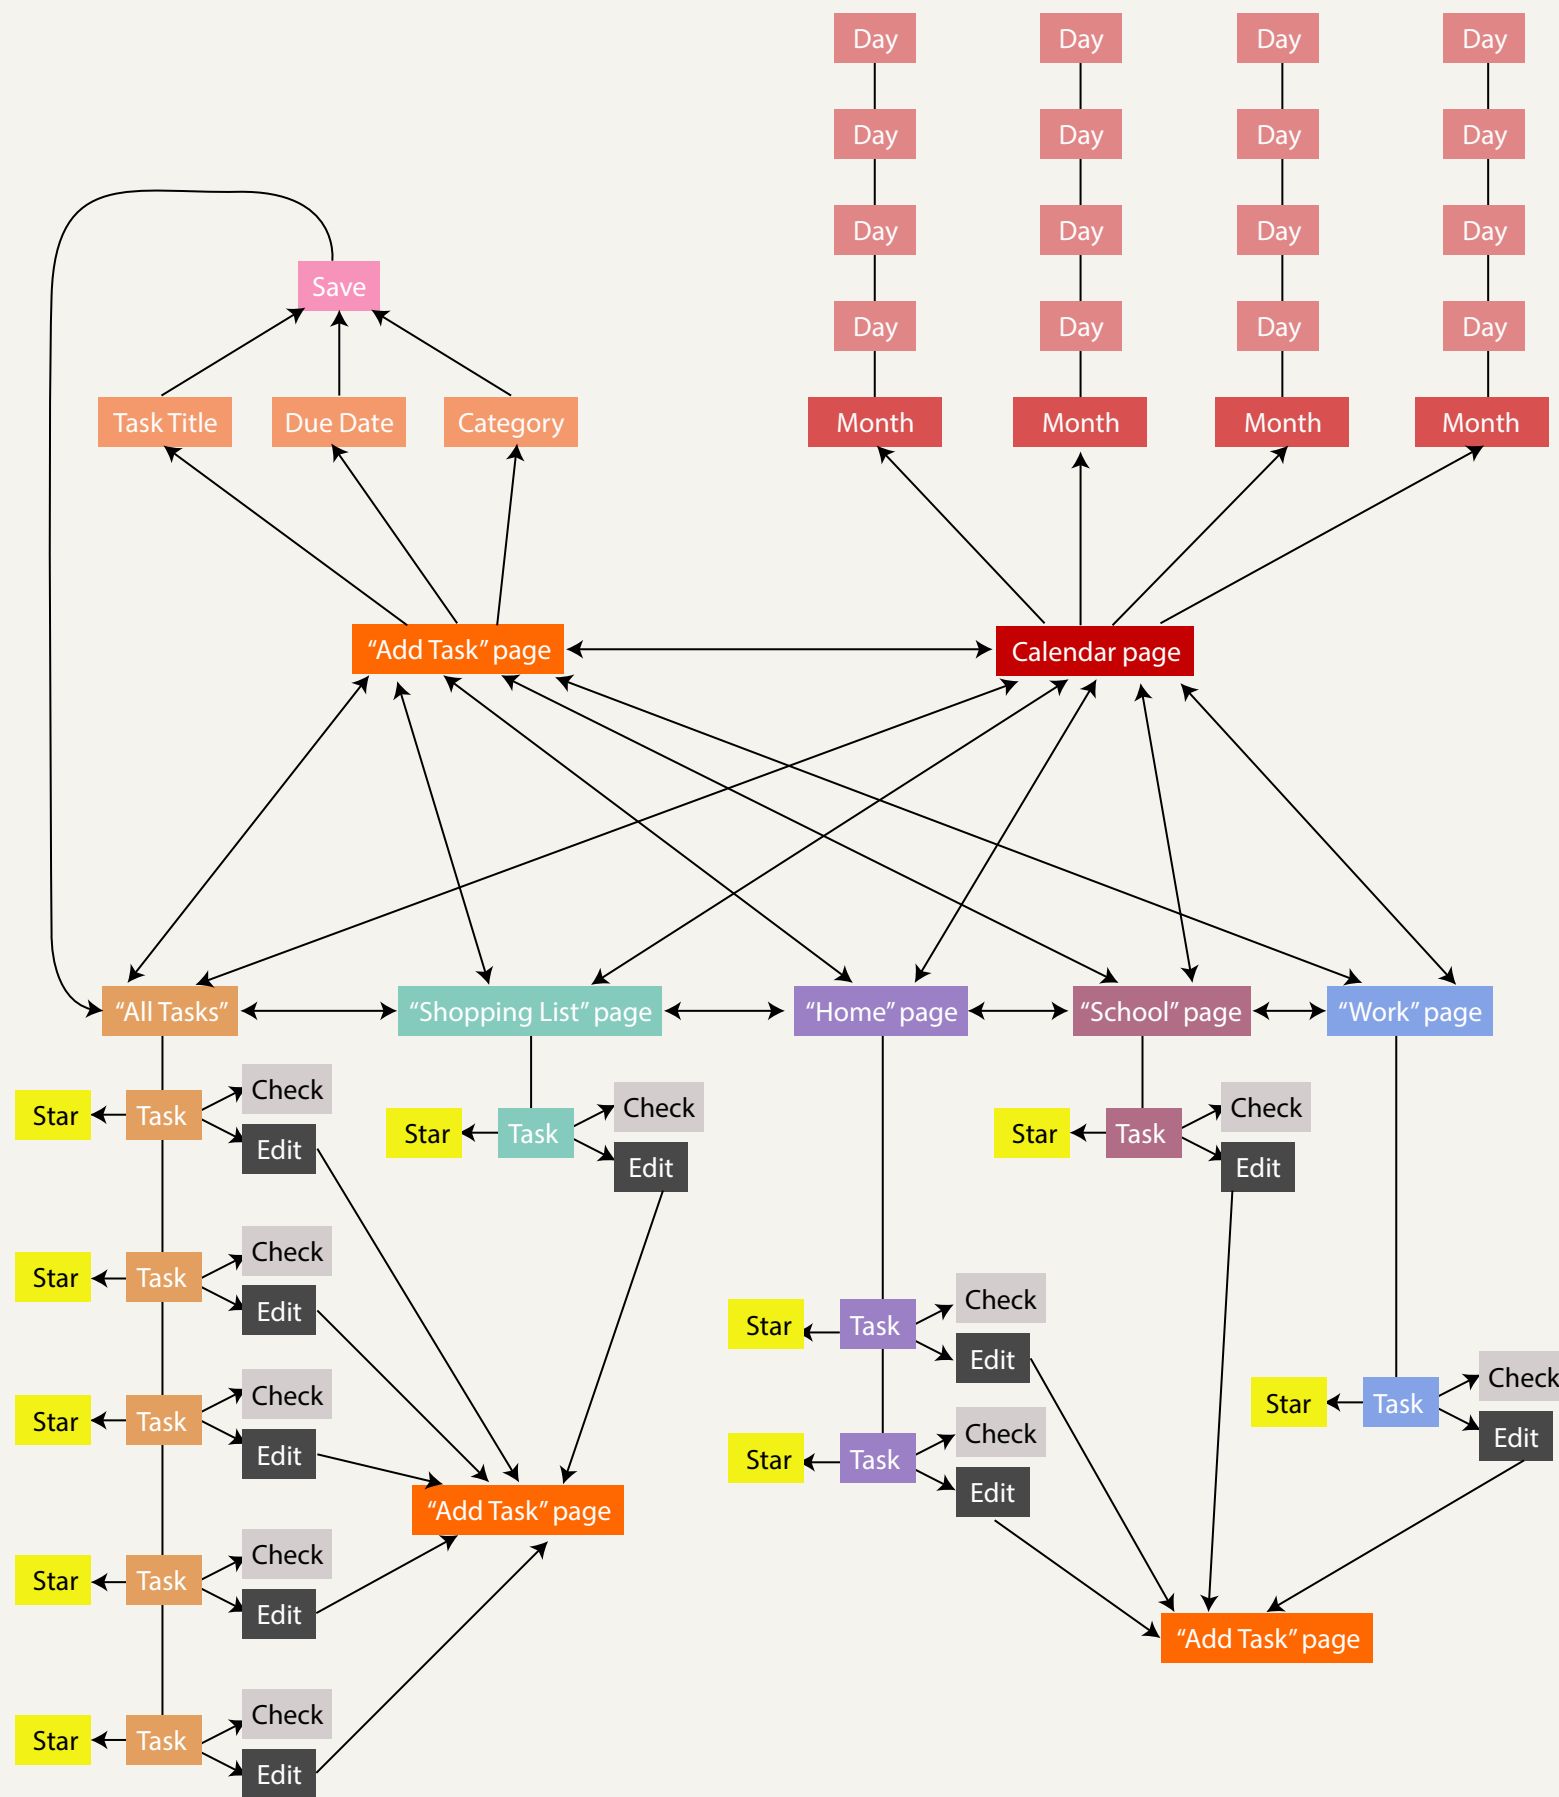 Day Day Day Day
Day Day Day Day
Day Day Day Day
Save
Day Day Day Day
Task Title Due Date Category Month Month Month Month
“Add Task” page Calendar page
“All Tasks” “Shopping List” page “Home” page “School” page “Work” page
Check
Star Task
Edit
Check
Star Task
Edit
Check
Star Task
Edit
Check
Star Task
Edit
Check
Star Task
Edit
Check
Star Task
Edit
“Add Task” page
Check
Star Task
Edit
Check
Star Task
Edit
Check
Star Task
Edit
Check
Star Task
Edit
“Add Task” page